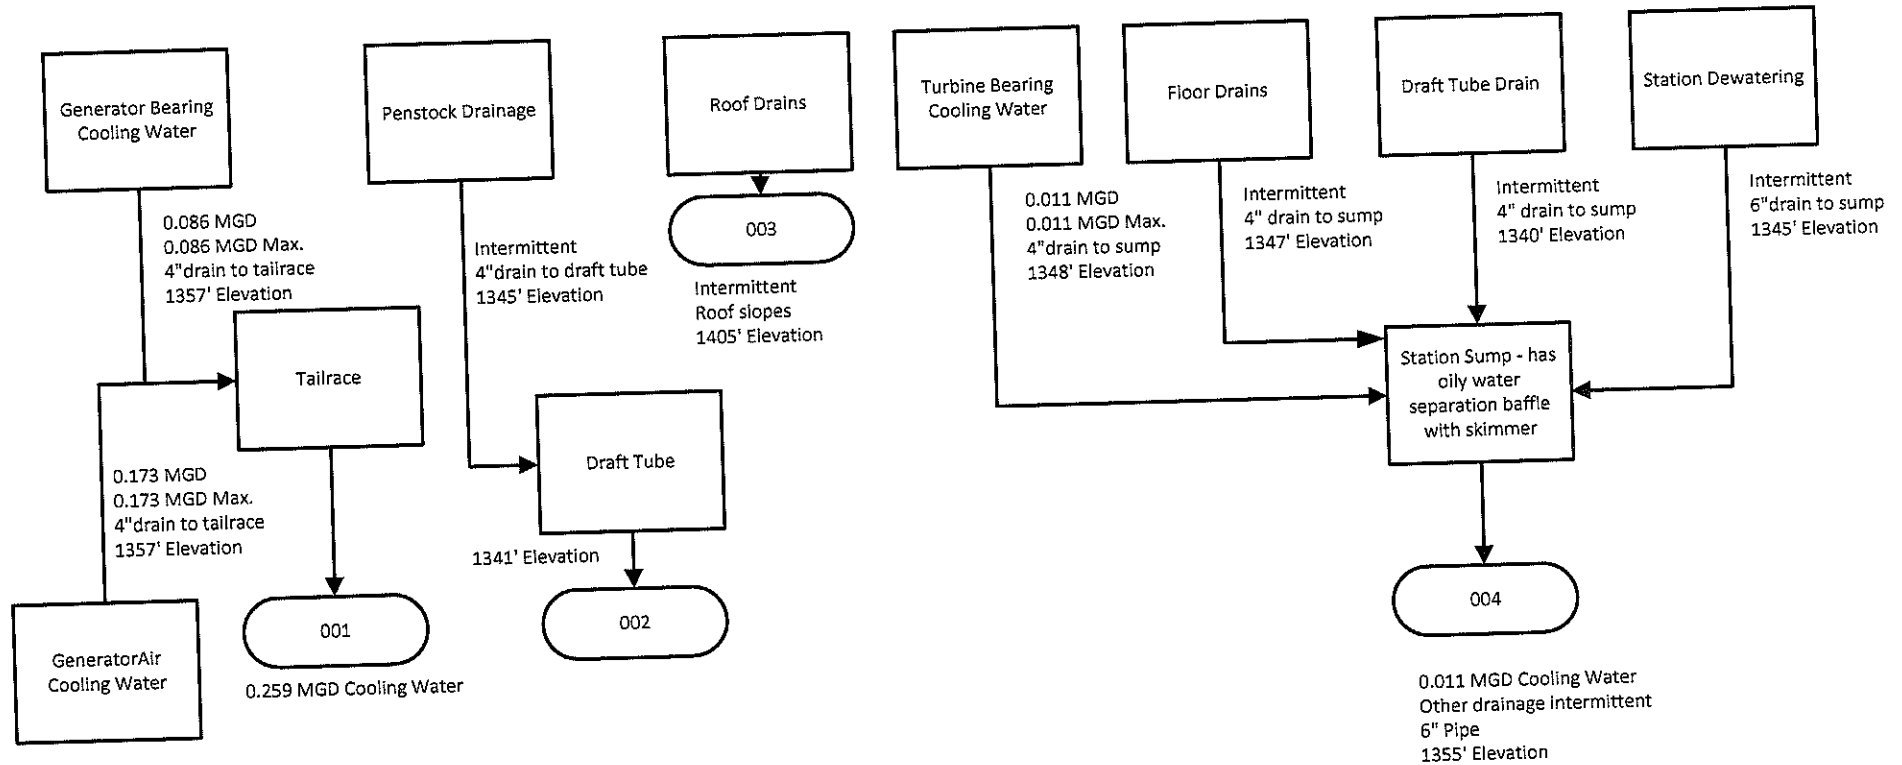 Generator Bearing
Cooling Water
Penstock Drainage
Roof Drains
Turbine Bearing
Cooling Water
Floor Drains
Draft Tube Drain
Station Dewatering
0.086 MGD
0.086 MGD Max.
4"drain to tailrace
1357' Elevation
Intermittent
4"drain to draft tube
1345' Elevation
003
Intermittent
Roof slopes
1405' Elevation
0.011 MGD
0.011 MGD Max.
4"drain to sump
1348' Elevation
Intermittent
4" drain to sump
1347' Elevation
Intermittent
4" drain to sump
1340' Elevation
Intermittent
6"drain to sump
1345' Elevation
Tailrace
Station Sump - has
oily water
separation baffle
with skimmer
Draft Tube
0.173 MGD
0.173 MGD Max.
4"drain to tailrace
1357' Elevation
1341' Elevation
GeneratorAir
Cooling Water
001
0.259 MGD Cooling Water
002
004
0.011 MGD Cooling Water
Other drainage intermittent
6" Pipe
1355' Elevation